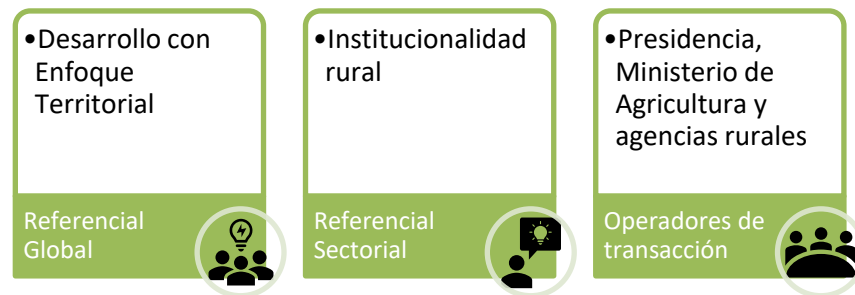 •Desarrollo con
Enfoque
Territorial
Referencial
Global
•Institucionalidad
rural
Referencial
Sectorial
•Presidencia,
Ministerio de
Agricultura y
agencias rurales
Operadores de
transacción